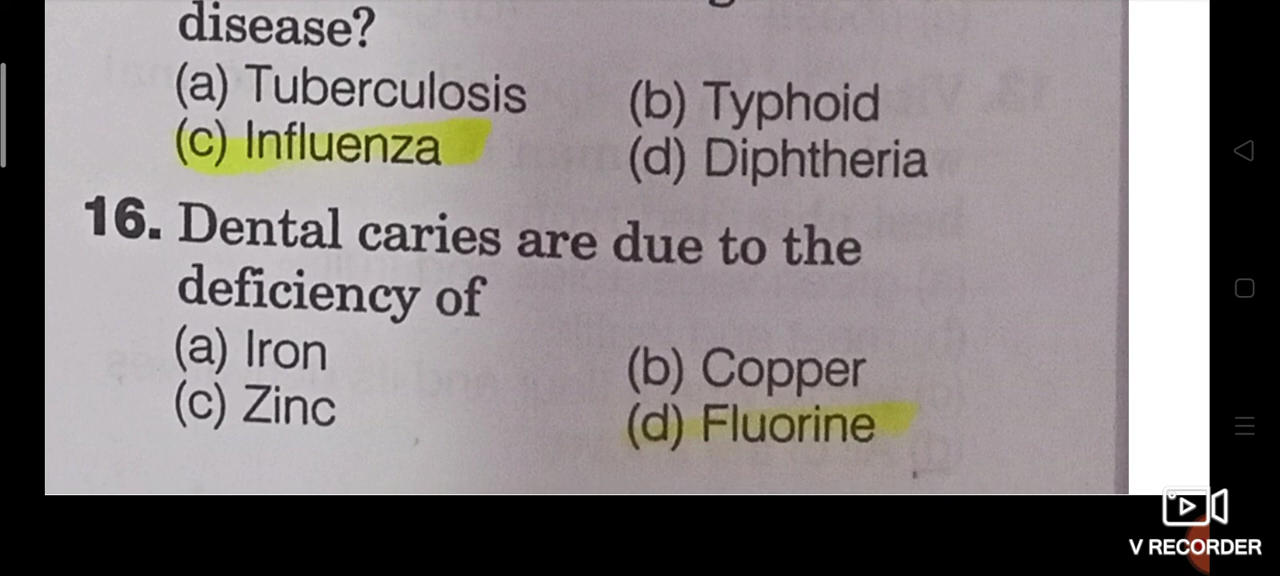 disease?
(a) Tuberculosis (b) Typhoid
(c) Influenza (d) Diphtheria
16. Dental caries are due to the
deficiency of
(a) Iron (b) Copper
(c) Zinc (d) Fluorine
V RECORDER